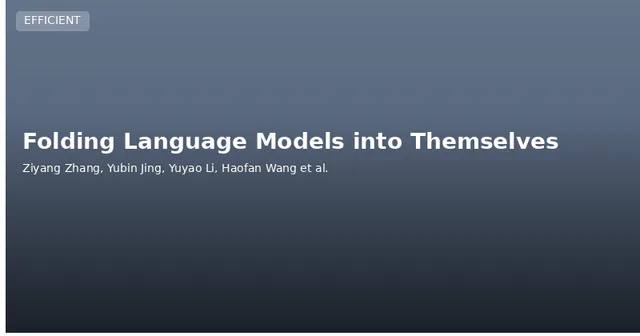 EFFICIENT
Folding Language Models into Themselves
Ziyang Zhang, Yubin Jing, Yuyao Li, Haofan Wang et al.